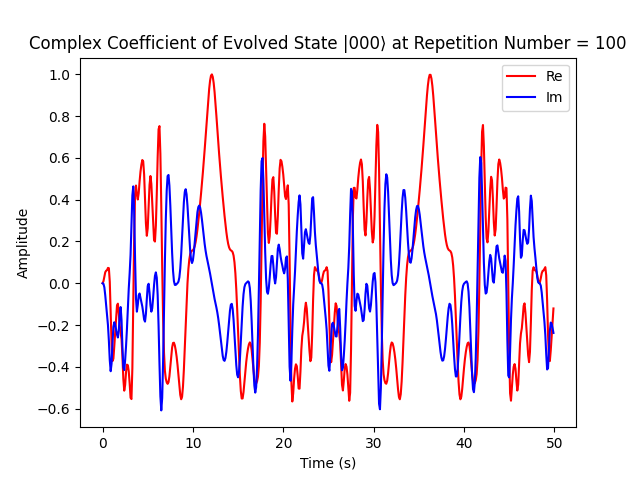 Complex Coefficient of Evolved State |000⟩ at Repetition Number = 100
Re
Im
Amplitude
1.0
0.8
0.6
0.4
0.2
0.0
−0.2
−0.4
−0.6
0 10 20 30 40 50
Time (s)